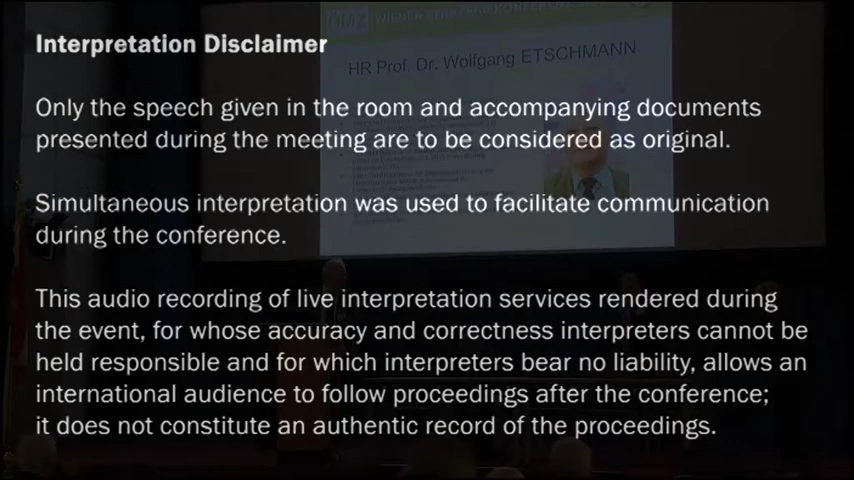 WIENER STRATEGIEKONFERENZ
HR Prof. Dr. Wolfgang ETSCHMANN
Interpretation Disclaimer
Only the speech given in the room and accompanying documents
presented during the meeting are to be considered as original.
Simultaneous interpretation was used to facilitate communication
during the conference.
This audio recording of live interpretation services rendered during
the event, for whose accuracy and correctness interpreters cannot be
held responsible and for which interpreters bear no liability, allows an
international audience to follow proceedings after the conference;
it does not constitute an authentic record of the proceedings.